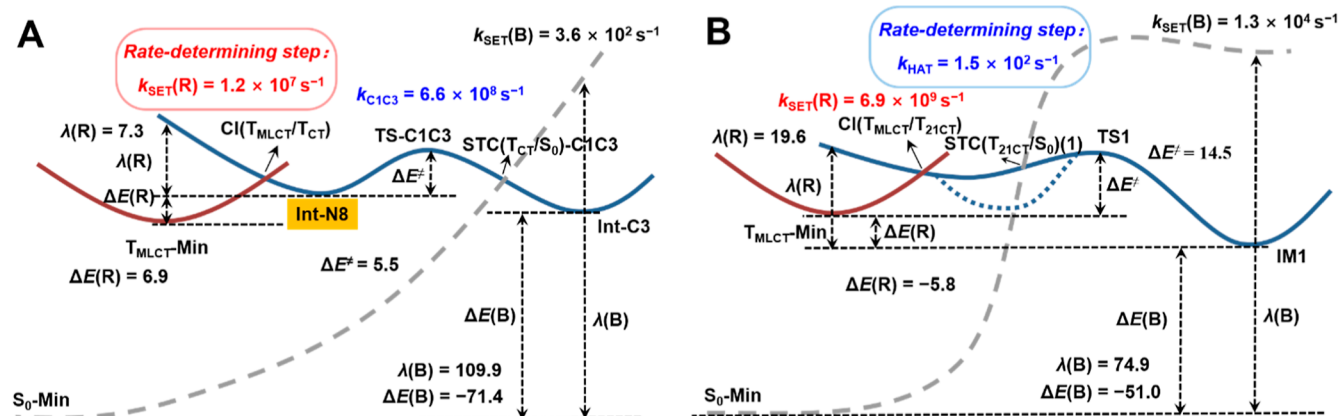 A
Rate-determining step:
kSET(R) = 1.2 × 10⁷ s⁻¹
kSET(B) = 3.6 × 10² s⁻¹
kC1C3 = 6.6 × 10⁸ s⁻¹
λ(R) = 7.3
CI(TMLCT/TCT)
TS-C1C3
STC(TCT/S₀)-C1C3
λ(R)
ΔE≠
ΔE(R)
Int-N8
Int-C3
TMLCT-Min
ΔE(R) = 6.9
ΔE≠ = 5.5
ΔE(B)
λ(B)
λ(B) = 109.9
ΔE(B) = −71.4
S₀-Min
B
Rate-determining step:
kHAT = 1.5 × 10² s⁻¹
kSET(B) = 1.3 × 10⁴ s⁻¹
kSET(R) = 6.9 × 10⁹ s⁻¹
λ(R) = 19.6
CI(TMLCT/T21CT)
STC(T21CT/S₀)(1)
TS1
ΔE≠ = 14.5
λ(R)
ΔE≠
TMLCT-Min
ΔE(R)
IM1
ΔE(R) = −5.8
ΔE(B)
λ(B)
λ(B) = 74.9
ΔE(B) = −51.0
S₀-Min